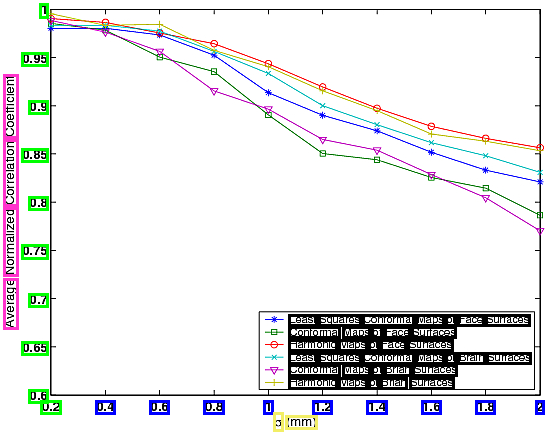 1
0.95
0.9
0.85
0.8
0.75
0.7
0.65
0.6
Average Normalized Correlation Coefficient
Least Squares Conformal Maps of Face Surfaces
Conformal Maps of Face Surfaces
Harmonic Maps of Face Surfaces
Least Squares Conformal Maps of Brain Surfaces
Conformal Maps of Brian Surfaces
Harmonic Maps of Brian Surfaces
0.2 0.4 0.6 0.8 1 1.2 1.4 1.6 1.8 2
σ (mm)